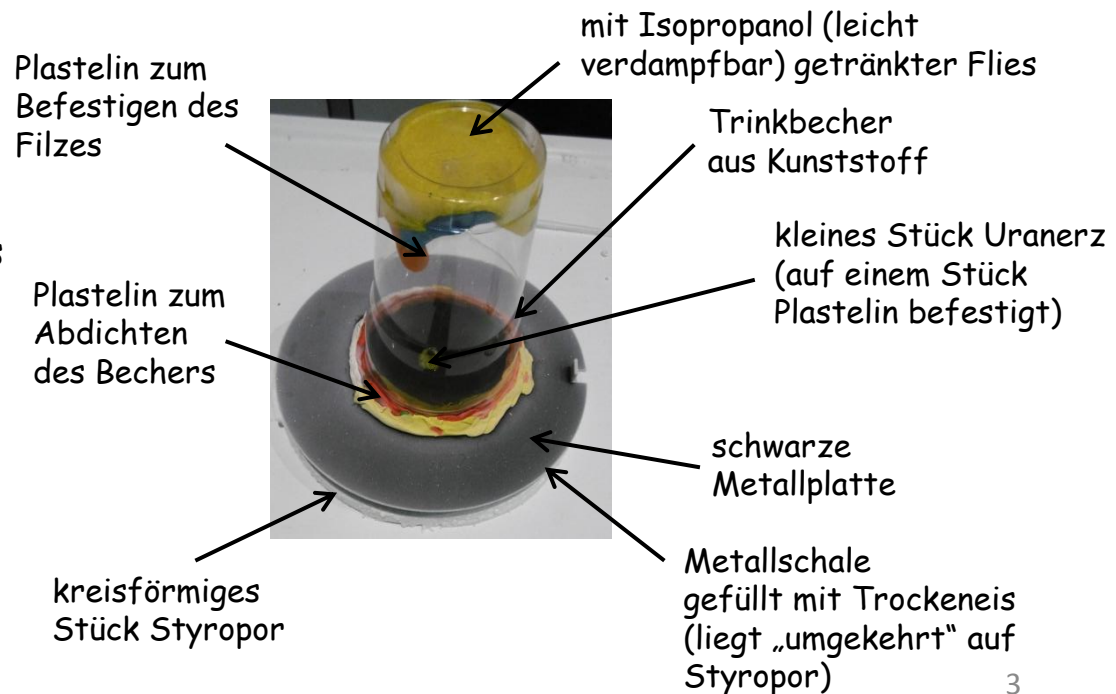 mit Isopropanol (leicht
verdampfbar) getränkter Flies
Plastelin zum
Befestigen des
Filzes
Trinkbecher
aus Kunststoff
kleines Stück Uranerz
(auf einem Stück
Plastelin befestigt)
s
Plastelin zum
Abdichten
des Bechers
schwarze
Metallplatte
Metallschale
gefüllt mit Trockeneis
(liegt „umgekehrt“ auf
Styropor)
kreisförmiges
Stück Styropor
3